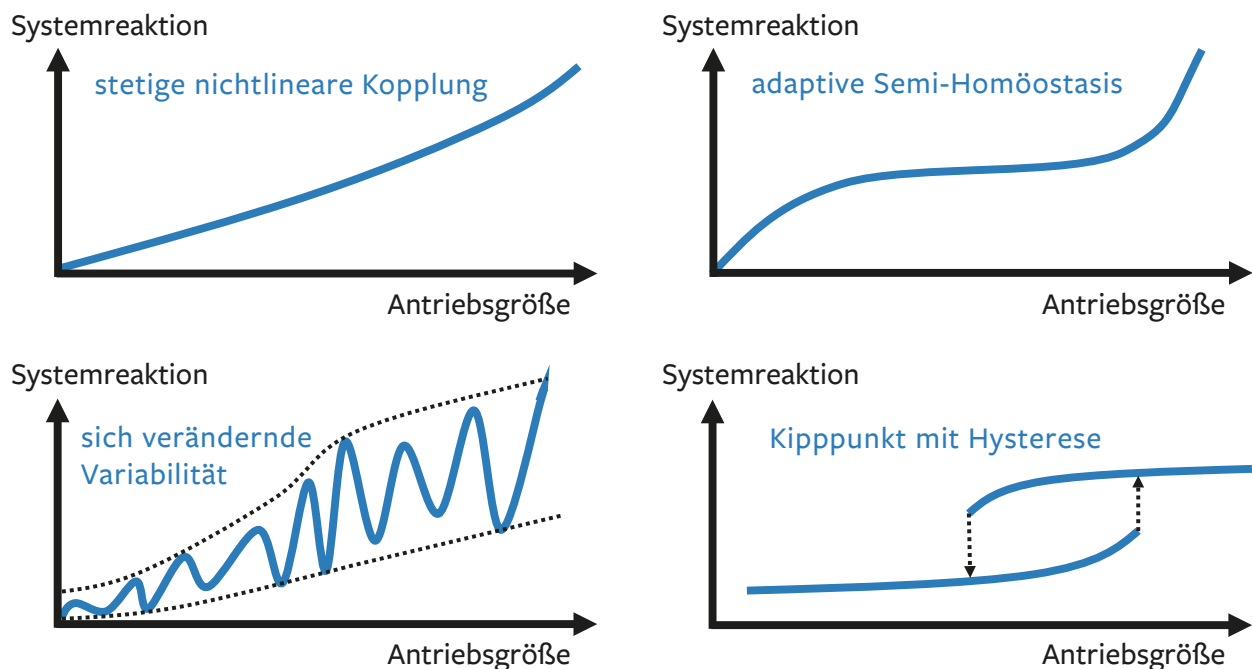 Systemreaktion
stetige nichtlineare Kopplung
Antriebsgröße
Systemreaktion
adaptive Semi-Homöostasis
Antriebsgröße
Systemreaktion
sich verändernde
Variabilität
Antriebsgröße
Systemreaktion
Kipppunkt mit Hysterese
Antriebsgröße